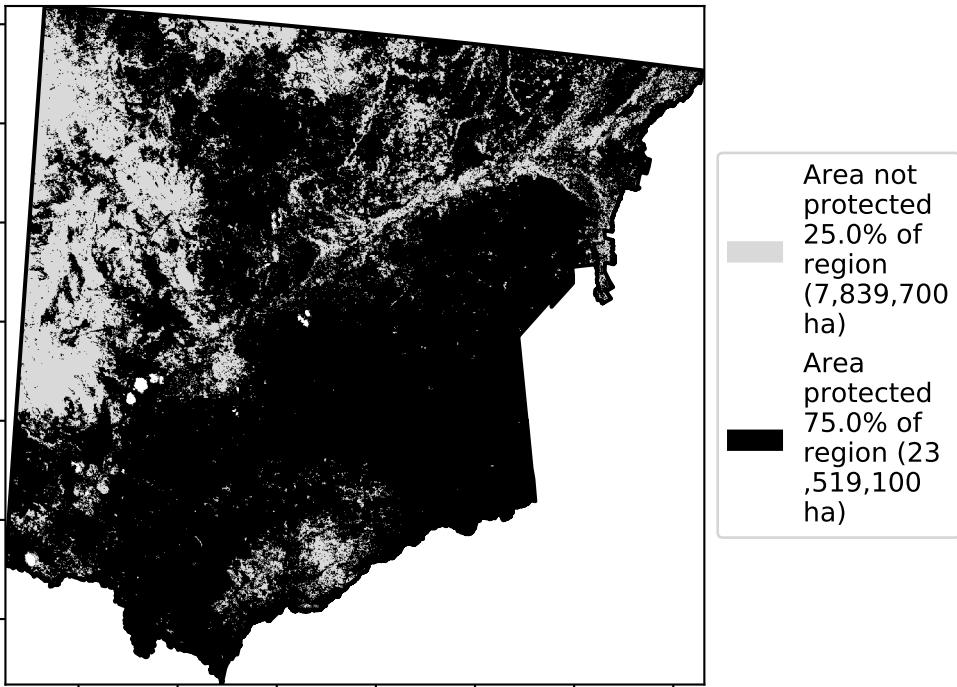 Area not
protected
25.0% of
region
(7,839,700
ha)
Area
protected
75.0% of
region (23
,519,100
ha)